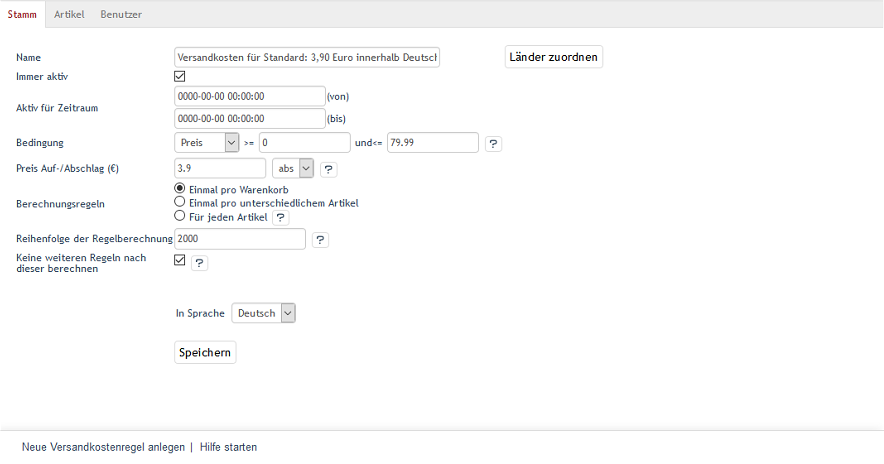 Stamm Artikel Benutzer
Name Versandkosten für Standard: 3,90 Euro innerhalb Deutsch Länder zuordnen
Immer aktiv
Aktiv für Zeitraum
0000-00-00 00:00:00 (von)
0000-00-00 00:00:00 (bis)
Bedingung Preis >= 0 und<= 79.99 ?
Preis Auf-/Abschlag (€) 3.9 abs ?
Berechnungsregeln
Einmal pro Warenkorb
Einmal pro unterschiedlichem Artikel
Für jeden Artikel ?
Reihenfolge der Regelberechnung 2000 ?
Keine weiteren Regeln nach
dieser berechnen ?
In Sprache Deutsch
Speichern
Neue Versandkostenregel anlegen | Hilfe starten